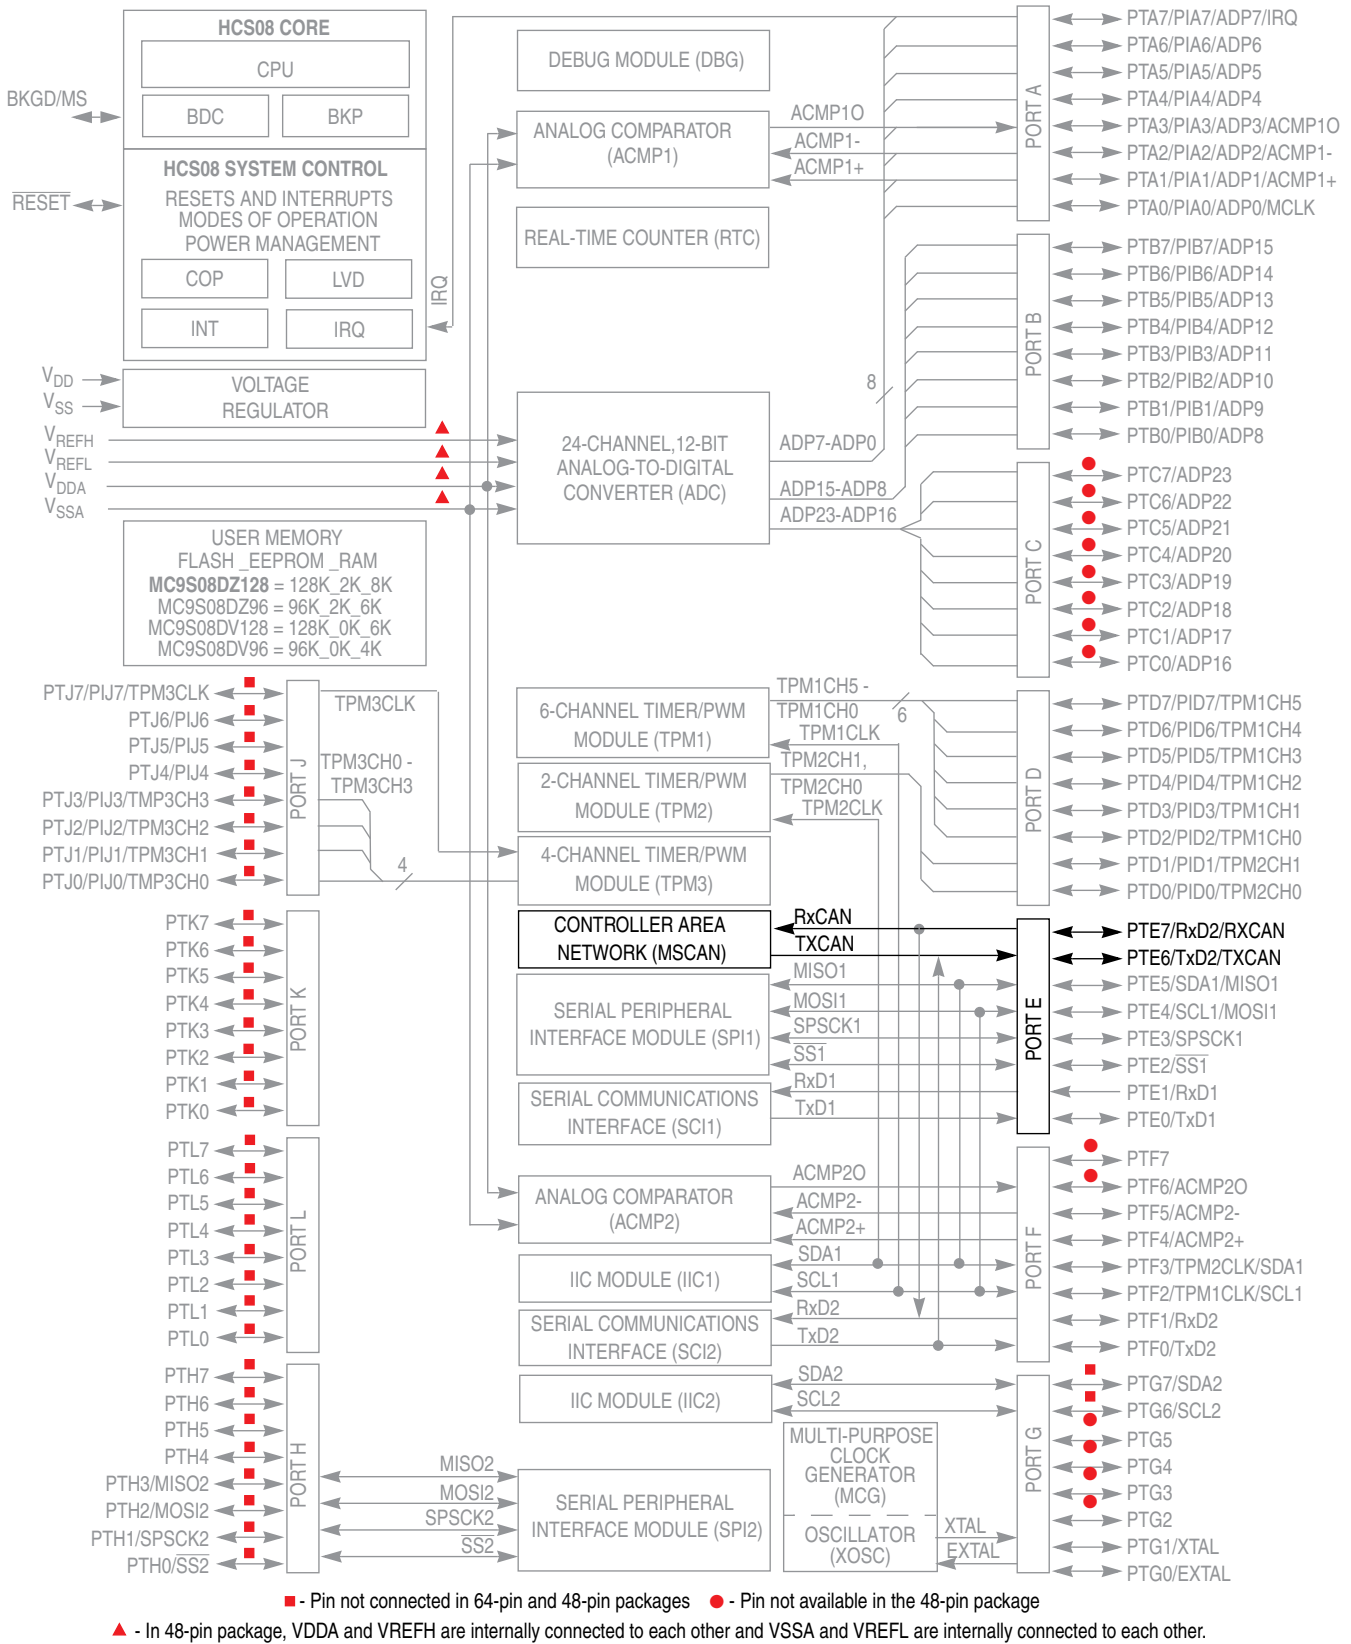 HCS08 CORE
CPU
BDC
BKP
BKGD/MS
HCS08 SYSTEM CONTROL
RESETS AND INTERRUPTS
MODES OF OPERATION
POWER MANAGEMENT
COP
LVD
INT
IRQ
RESET
IRQ
VDD
VSS
VOLTAGE
REGULATOR
VREFH
VREFL
VDDA
VSSA
USER MEMORY
FLASH _EEPROM _RAM
MC9S08DZ128 = 128K_2K_8K
MC9S08DZ96 = 96K_2K_6K
MC9S08DV128 = 128K_0K_6K
MC9S08DV96 = 96K_0K_4K
DEBUG MODULE (DBG)
ANALOG COMPARATOR
(ACMP1)
ACMP1O
ACMP1-
ACMP1+
REAL-TIME COUNTER (RTC)
24-CHANNEL,12-BIT
ANALOG-TO-DIGITAL
CONVERTER (ADC)
8
ADP7-ADP0
ADP15-ADP8
ADP23-ADP16
PORT A
PTA7/PIA7/ADP7/IRQ
PTA6/PIA6/ADP6
PTA5/PIA5/ADP5
PTA4/PIA4/ADP4
PTA3/PIA3/ADP3/ACMP1O
PTA2/PIA2/ADP2/ACMP1-
PTA1/PIA1/ADP1/ACMP1+
PTA0/PIA0/ADP0/MCLK
PORT B
PTB7/PIB7/ADP15
PTB6/PIB6/ADP14
PTB5/PIB5/ADP13
PTB4/PIB4/ADP12
PTB3/PIB3/ADP11
PTB2/PIB2/ADP10
PTB1/PIB1/ADP9
PTB0/PIB0/ADP8
PORT C
PTC7/ADP23
PTC6/ADP22
PTC5/ADP21
PTC4/ADP20
PTC3/ADP19
PTC2/ADP18
PTC1/ADP17
PTC0/ADP16
PTJ7/PIJ7/TPM3CLK
PTJ6/PIJ6
PTJ5/PIJ5
PTJ4/PIJ4
PTJ3/PIJ3/TMP3CH3
PTJ2/PIJ2/TPM3CH2
PTJ1/PIJ1/TPM3CH1
PTJ0/PIJ0/TMP3CH0
PORT J
TPM3CLK
TPM3CH0 -
TPM3CH3
4
6-CHANNEL TIMER/PWM
MODULE (TPM1)
TPM1CH5 -
TPM1CH0
6
TPM1CLK
2-CHANNEL TIMER/PWM
MODULE (TPM2)
TPM2CH1,
TPM2CH0
TPM2CLK
4-CHANNEL TIMER/PWM
MODULE (TPM3)
PORT D
PTD7/PID7/TPM1CH5
PTD6/PID6/TPM1CH4
PTD5/PID5/TPM1CH3
PTD4/PID4/TPM1CH2
PTD3/PID3/TPM1CH1
PTD2/PID2/TPM1CH0
PTD1/PID1/TPM2CH1
PTD0/PID0/TPM2CH0
PTK7
PTK6
PTK5
PTK4
PTK3
PTK2
PTK1
PTK0
PORT K
CONTROLLER AREA
NETWORK (MSCAN)
RxCAN
TXCAN
SERIAL PERIPHERAL
INTERFACE MODULE (SPI1)
MISO1
MOSI1
SPSCK1
SS1
SERIAL COMMUNICATIONS
INTERFACE (SCI1)
RxD1
TxD1
PORT E
PTE7/RxD2/RXCAN
PTE6/TxD2/TXCAN
PTE5/SDA1/MISO1
PTE4/SCL1/MOSI1
PTE3/SPSCK1
PTE2/SS1
PTE1/RxD1
PTE0/TxD1
PTL7
PTL6
PTL5
PTL4
PTL3
PTL2
PTL1
PTL0
PORT L
ANALOG COMPARATOR
(ACMP2)
ACMP2O
ACMP2-
ACMP2+
IIC MODULE (IIC1)
SDA1
SCL1
SERIAL COMMUNICATIONS
INTERFACE (SCI2)
RxD2
TxD2
PORT F
PTF7
PTF6/ACMP2O
PTF5/ACMP2-
PTF4/ACMP2+
PTF3/TPM2CLK/SDA1
PTF2/TPM1CLK/SCL1
PTF1/RxD2
PTF0/TxD2
PTH7
PTH6
PTH5
PTH4
PTH3/MISO2
PTH2/MOSI2
PTH1/SPSCK2
PTH0/SS2
PORT H
MISO2
MOSI2
SPSCK2
SS2
IIC MODULE (IIC2)
SDA2
SCL2
SERIAL PERIPHERAL
INTERFACE MODULE (SPI2)
MULTI-PURPOSE
CLOCK
GENERATOR
(MCG)
OSCILLATOR
(XOSC)
XTAL
EXTAL
PORT G
PTG7/SDA2
PTG6/SCL2
PTG5
PTG4
PTG3
PTG2
PTG1/XTAL
PTG0/EXTAL
- Pin not connected in 64-pin and 48-pin packages
- Pin not available in the 48-pin package
- In 48-pin package, VDDA and VREFH are internally connected to each other and VSSA and VREFL are internally connected to each other.